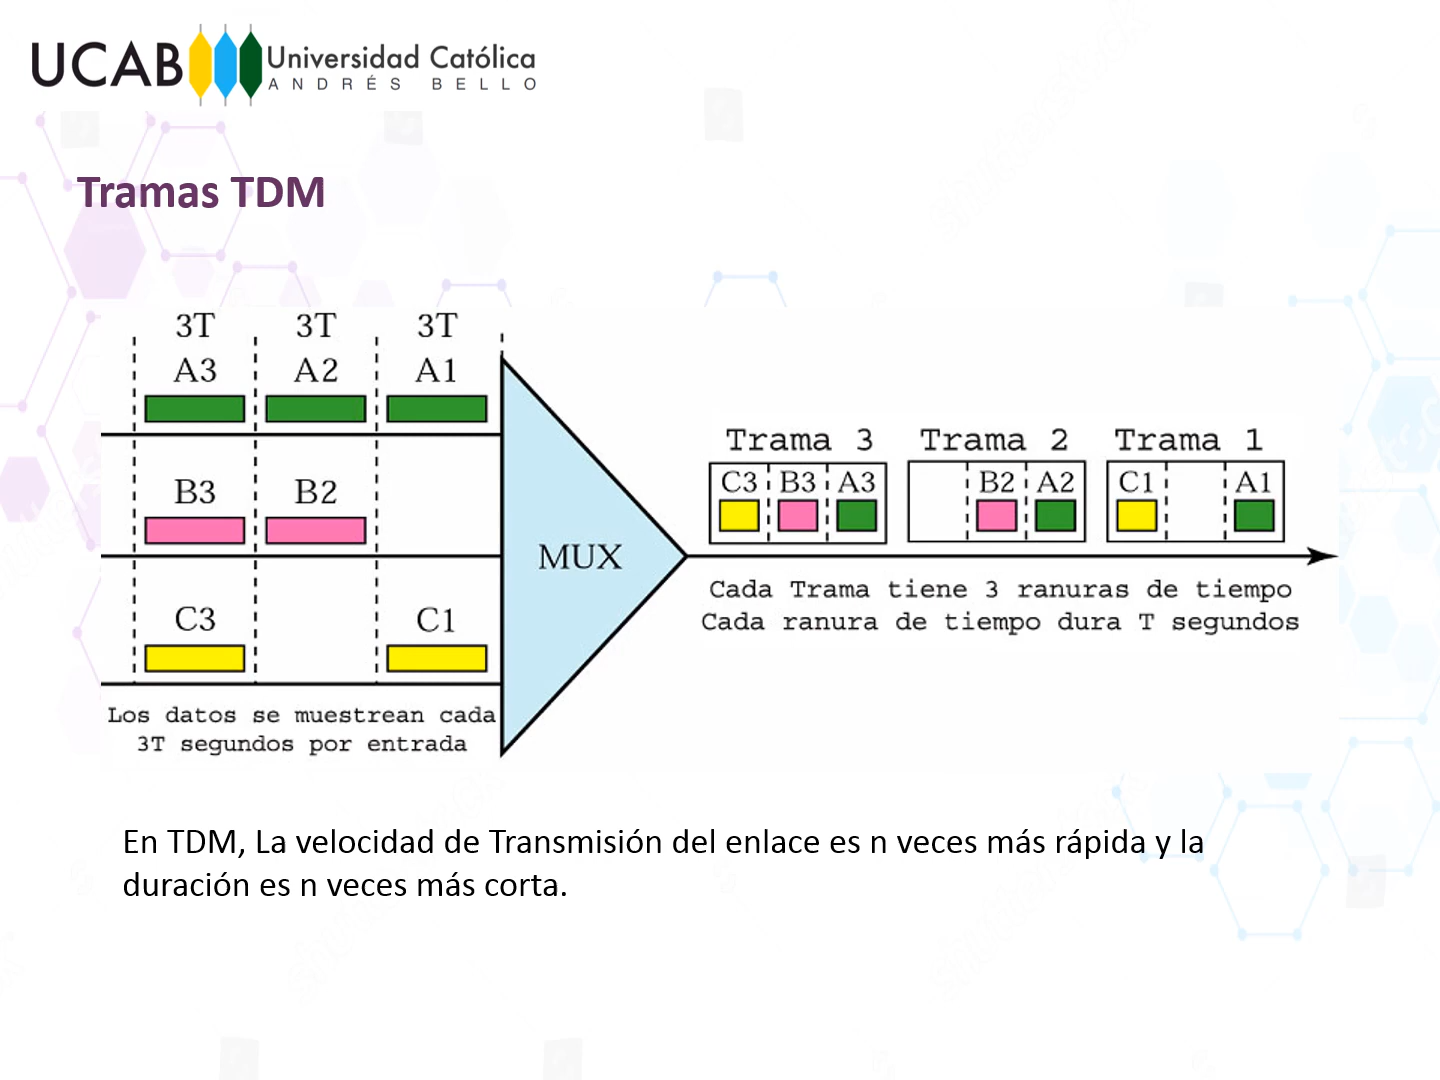 UCAB Universidad Católica
ANDRÉS BELLO
Tramas TDM
3T 3T 3T
A3 A2 A1
B3 B2
C3 C1
Los datos se muestrean cada
3T segundos por entrada
MUX
Trama 3 Trama 2 Trama 1
C3 B3 A3 B2 A2 C1 A1
Cada Trama tiene 3 ranuras de tiempo
Cada ranura de tiempo dura T segundos
En TDM, La velocidad de Transmisión del enlace es n veces más rápida y la
duración es n veces más corta.